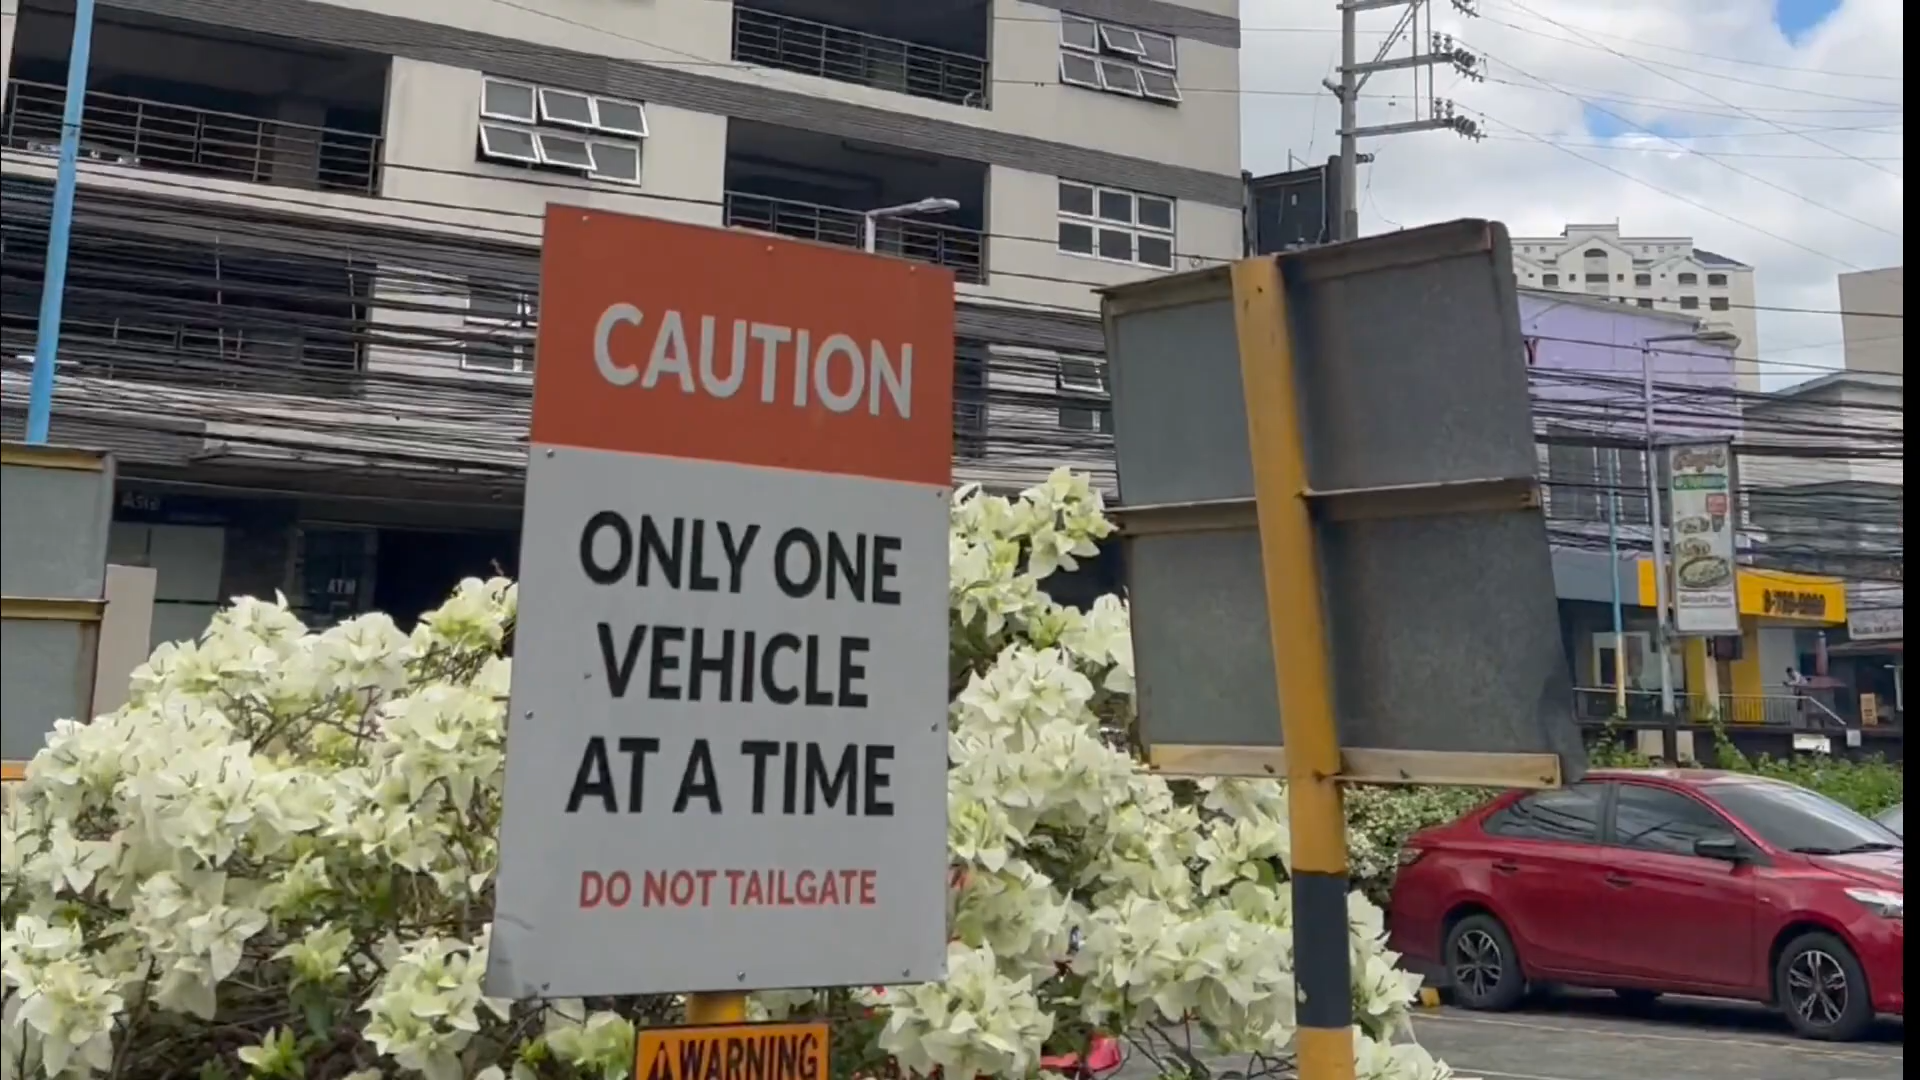 CAUTION
ONLY ONE
VEHICLE
AT A TIME
DO NOT TAILGATE
WARNING
ATM